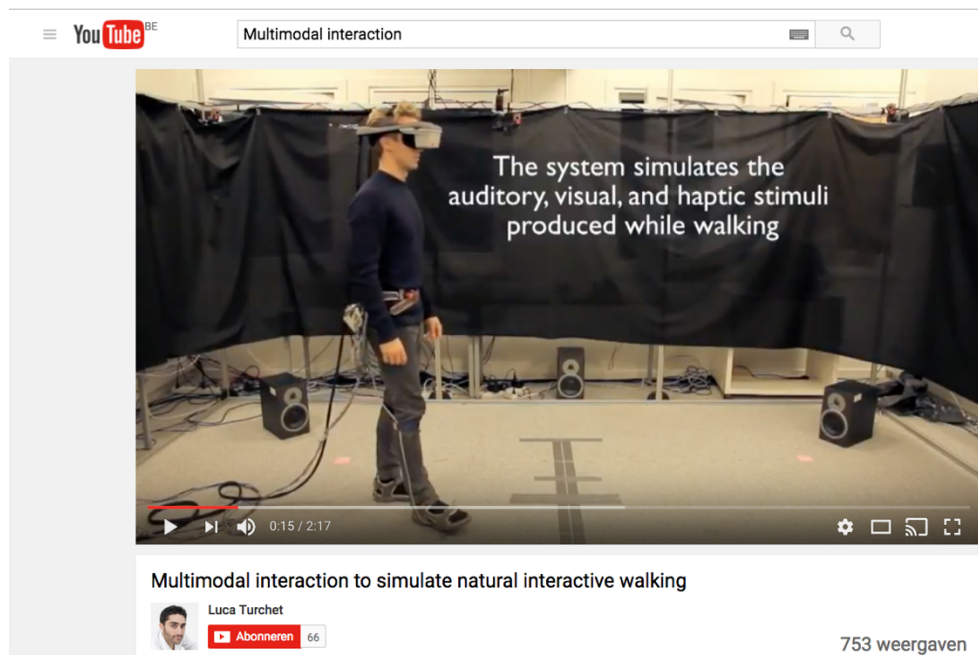 YouTube BE
Multimodal interaction
The system simulates the
auditory, visual, and haptic stimuli
produced while walking
0:15 / 2:17
Multimodal interaction to simulate natural interactive walking
Luca Turchet
Abonneren 66
753 weergaven